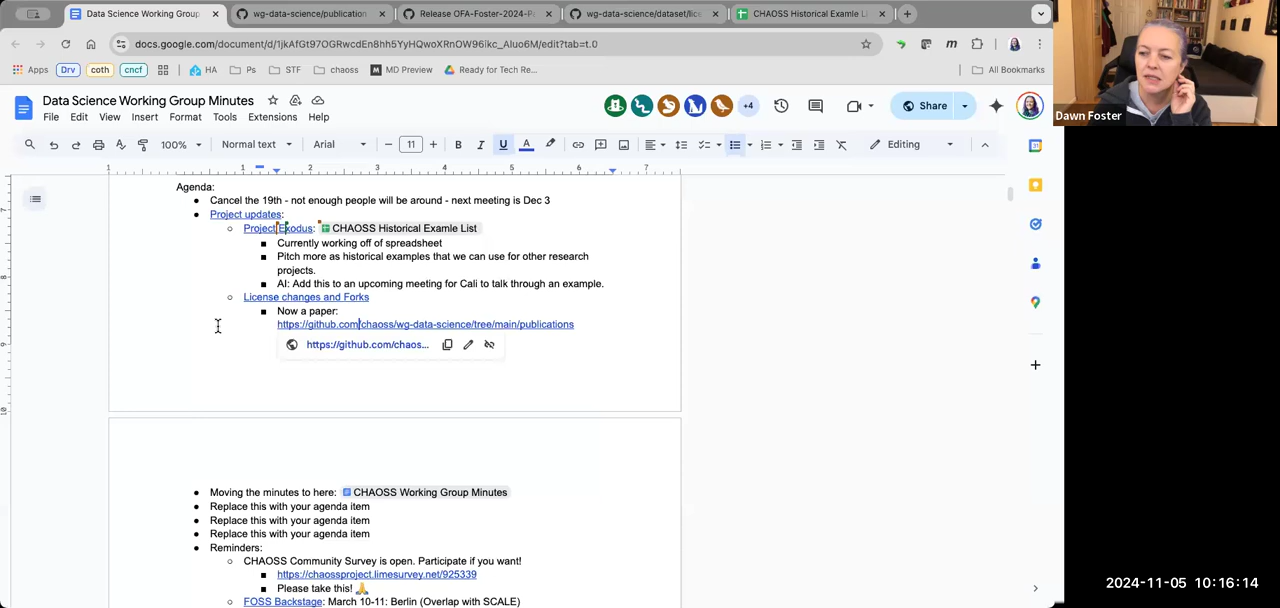 Data Science Working Group
wg-data-science/publication
Release OFA-Foster-2024-P
wg-data-science/dataset/lice
CHAOSS Historical Examle Li
docs.google.com/document/d/1jkAfGt97OGRwcdEn8hh5YyHQwoXRnOW96ikc_Aluo6M/edit?tab=t.0
Apps
Drv
coth
cncf
HA
Ps
STF
chaoss
MD Preview
Ready for Tech Re...
All Bookmarks
Dawn Foster
Data Science Working Group Minutes
+4
Share
File Edit View Insert Format Tools Extensions Help
100% Normal text Arial 11 Editing
1 1 2 3 4 5 6 7
Agenda:
Cancel the 19th - not enough people will be around - next meeting is Dec 3
Project updates:
Project Exodus: CHAOSS Historical Examle List
Currently working off of spreadsheet
Pitch more as historical examples that we can use for other research
projects.
AI: Add this to an upcoming meeting for Cali to talk through an example.
License changes and Forks
Now a paper:
https://github.com/chaoss/wg-data-science/tree/main/publications
https://github.com/chaos...
Moving the minutes to here: CHAOSS Working Group Minutes
Replace this with your agenda item
Replace this with your agenda item
Replace this with your agenda item
Reminders:
CHAOSS Community Survey is open. Participate if you want!
https://chaossproject.limesurvey.net/925339
Please take this! 🙏
FOSS Backstage: March 10-11: Berlin (Overlap with SCALE)
2024-11-05 10:16:14